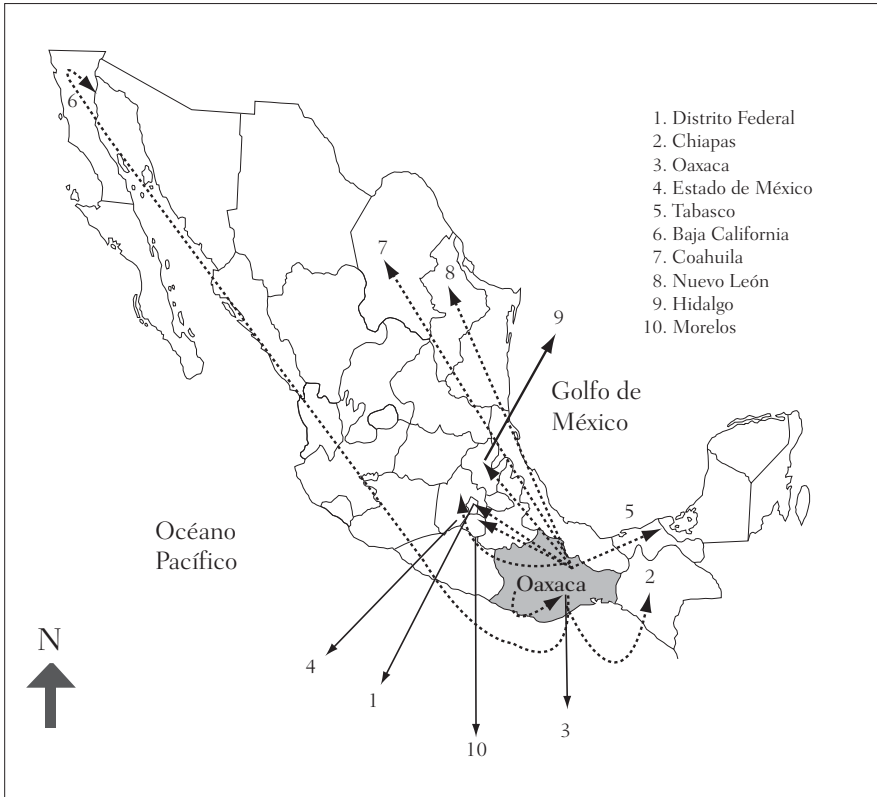 6
1. Distrito Federal
2. Chiapas
3. Oaxaca
4. Estado de México
5. Tabasco
6. Baja California
7. Coahuila
8. Nuevo León
9. Hidalgo
10. Morelos
7
8
9
Golfo de
México
5
Océano
Pacífico
Oaxaca
2
N
4
1
3
10